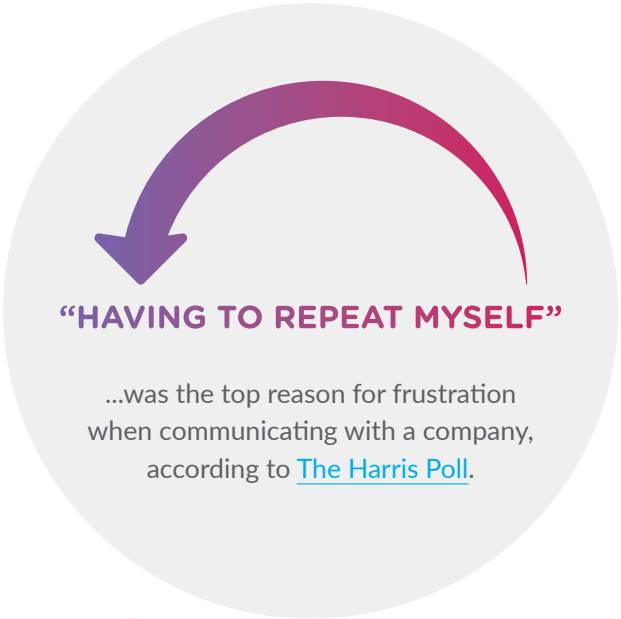 “HAVING TO REPEAT MYSELF”
...was the top reason for frustration
when communicating with a company,
according to The Harris Poll.